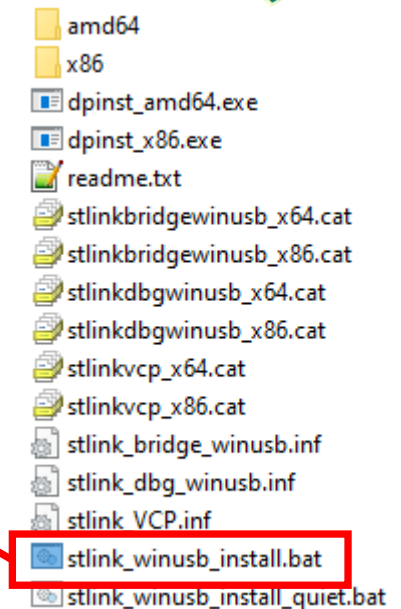 amd64
x86
dpinst_amd64.exe
dpinst_x86.exe
readme.txt
stlinkbridgewinusb_x64.cat
stlinkbridgewinusb_x86.cat
stlinkdbgwinusb_x64.cat
stlinkdbgwinusb_x86.cat
stlinkvcp_x64.cat
stlinkvcp_x86.cat
stlink_bridge_winusb.inf
stlink_dbg_winusb.inf
stlink_VCP.inf
stlink_winusb_install.bat
stlink_winusb_install_quiet.bat